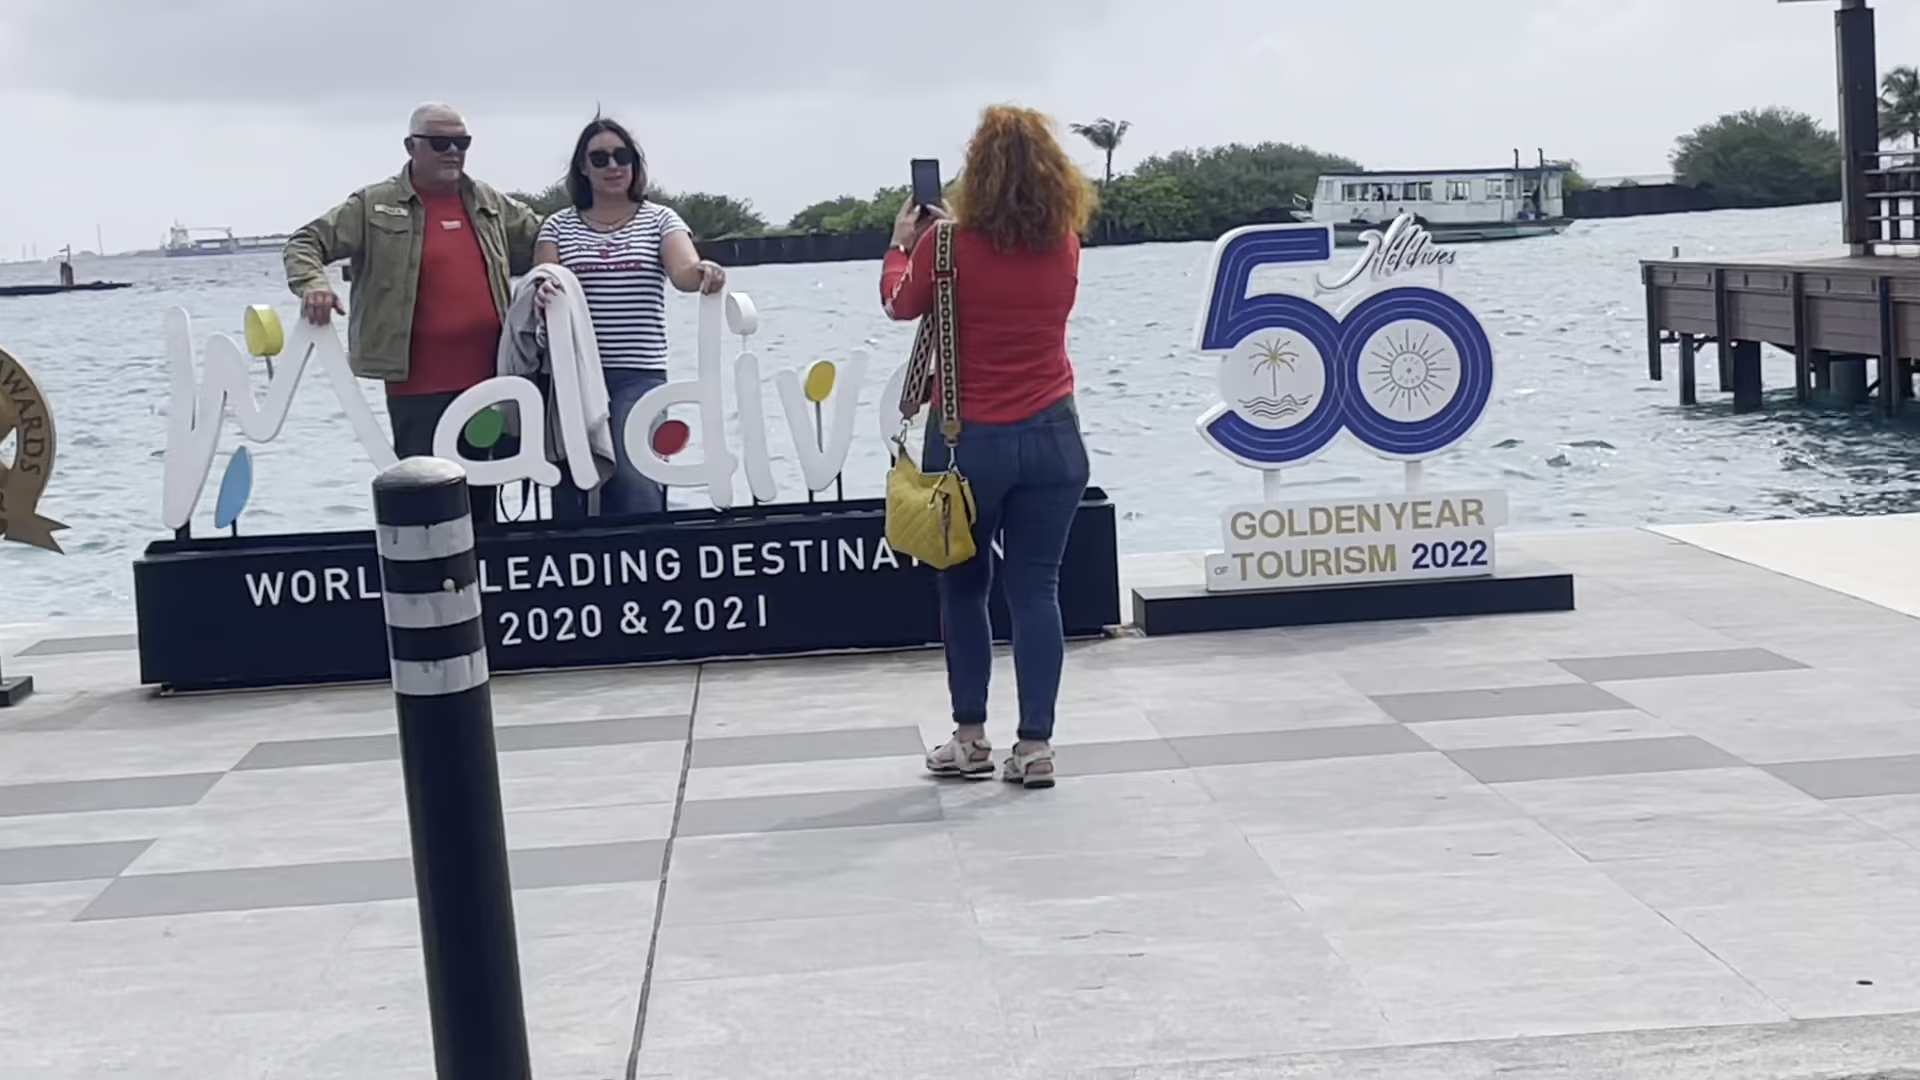 AWARDS
Maldiv
WORL LEADING DESTINAT N
2020 & 2021
Maldives
50
GOLDEN YEAR
OF TOURISM 2022